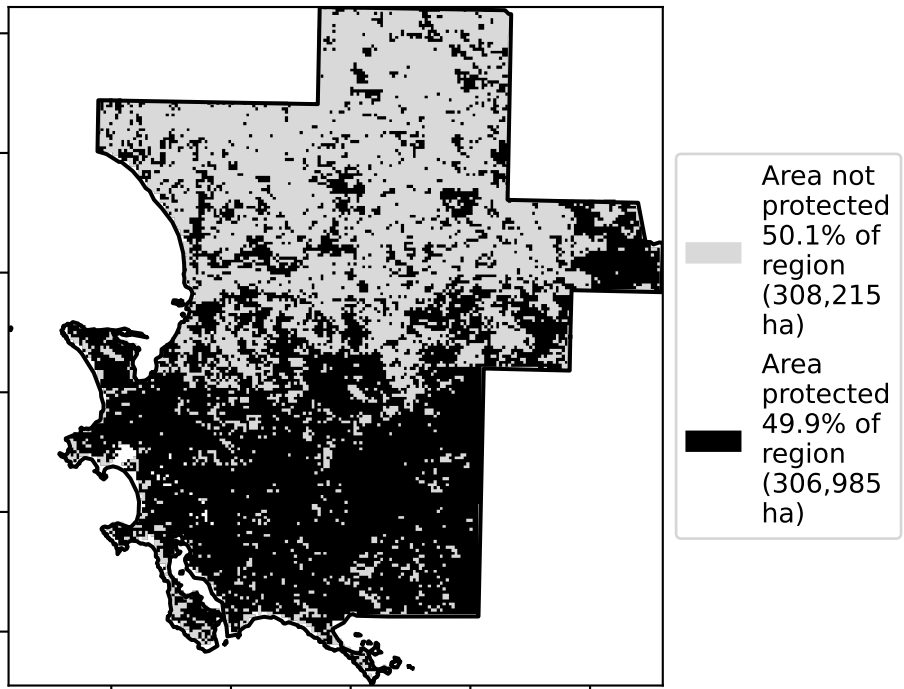 Area not
protected
50.1% of
region
(308,215
ha)
Area
protected
49.9% of
region
(306,985
ha)